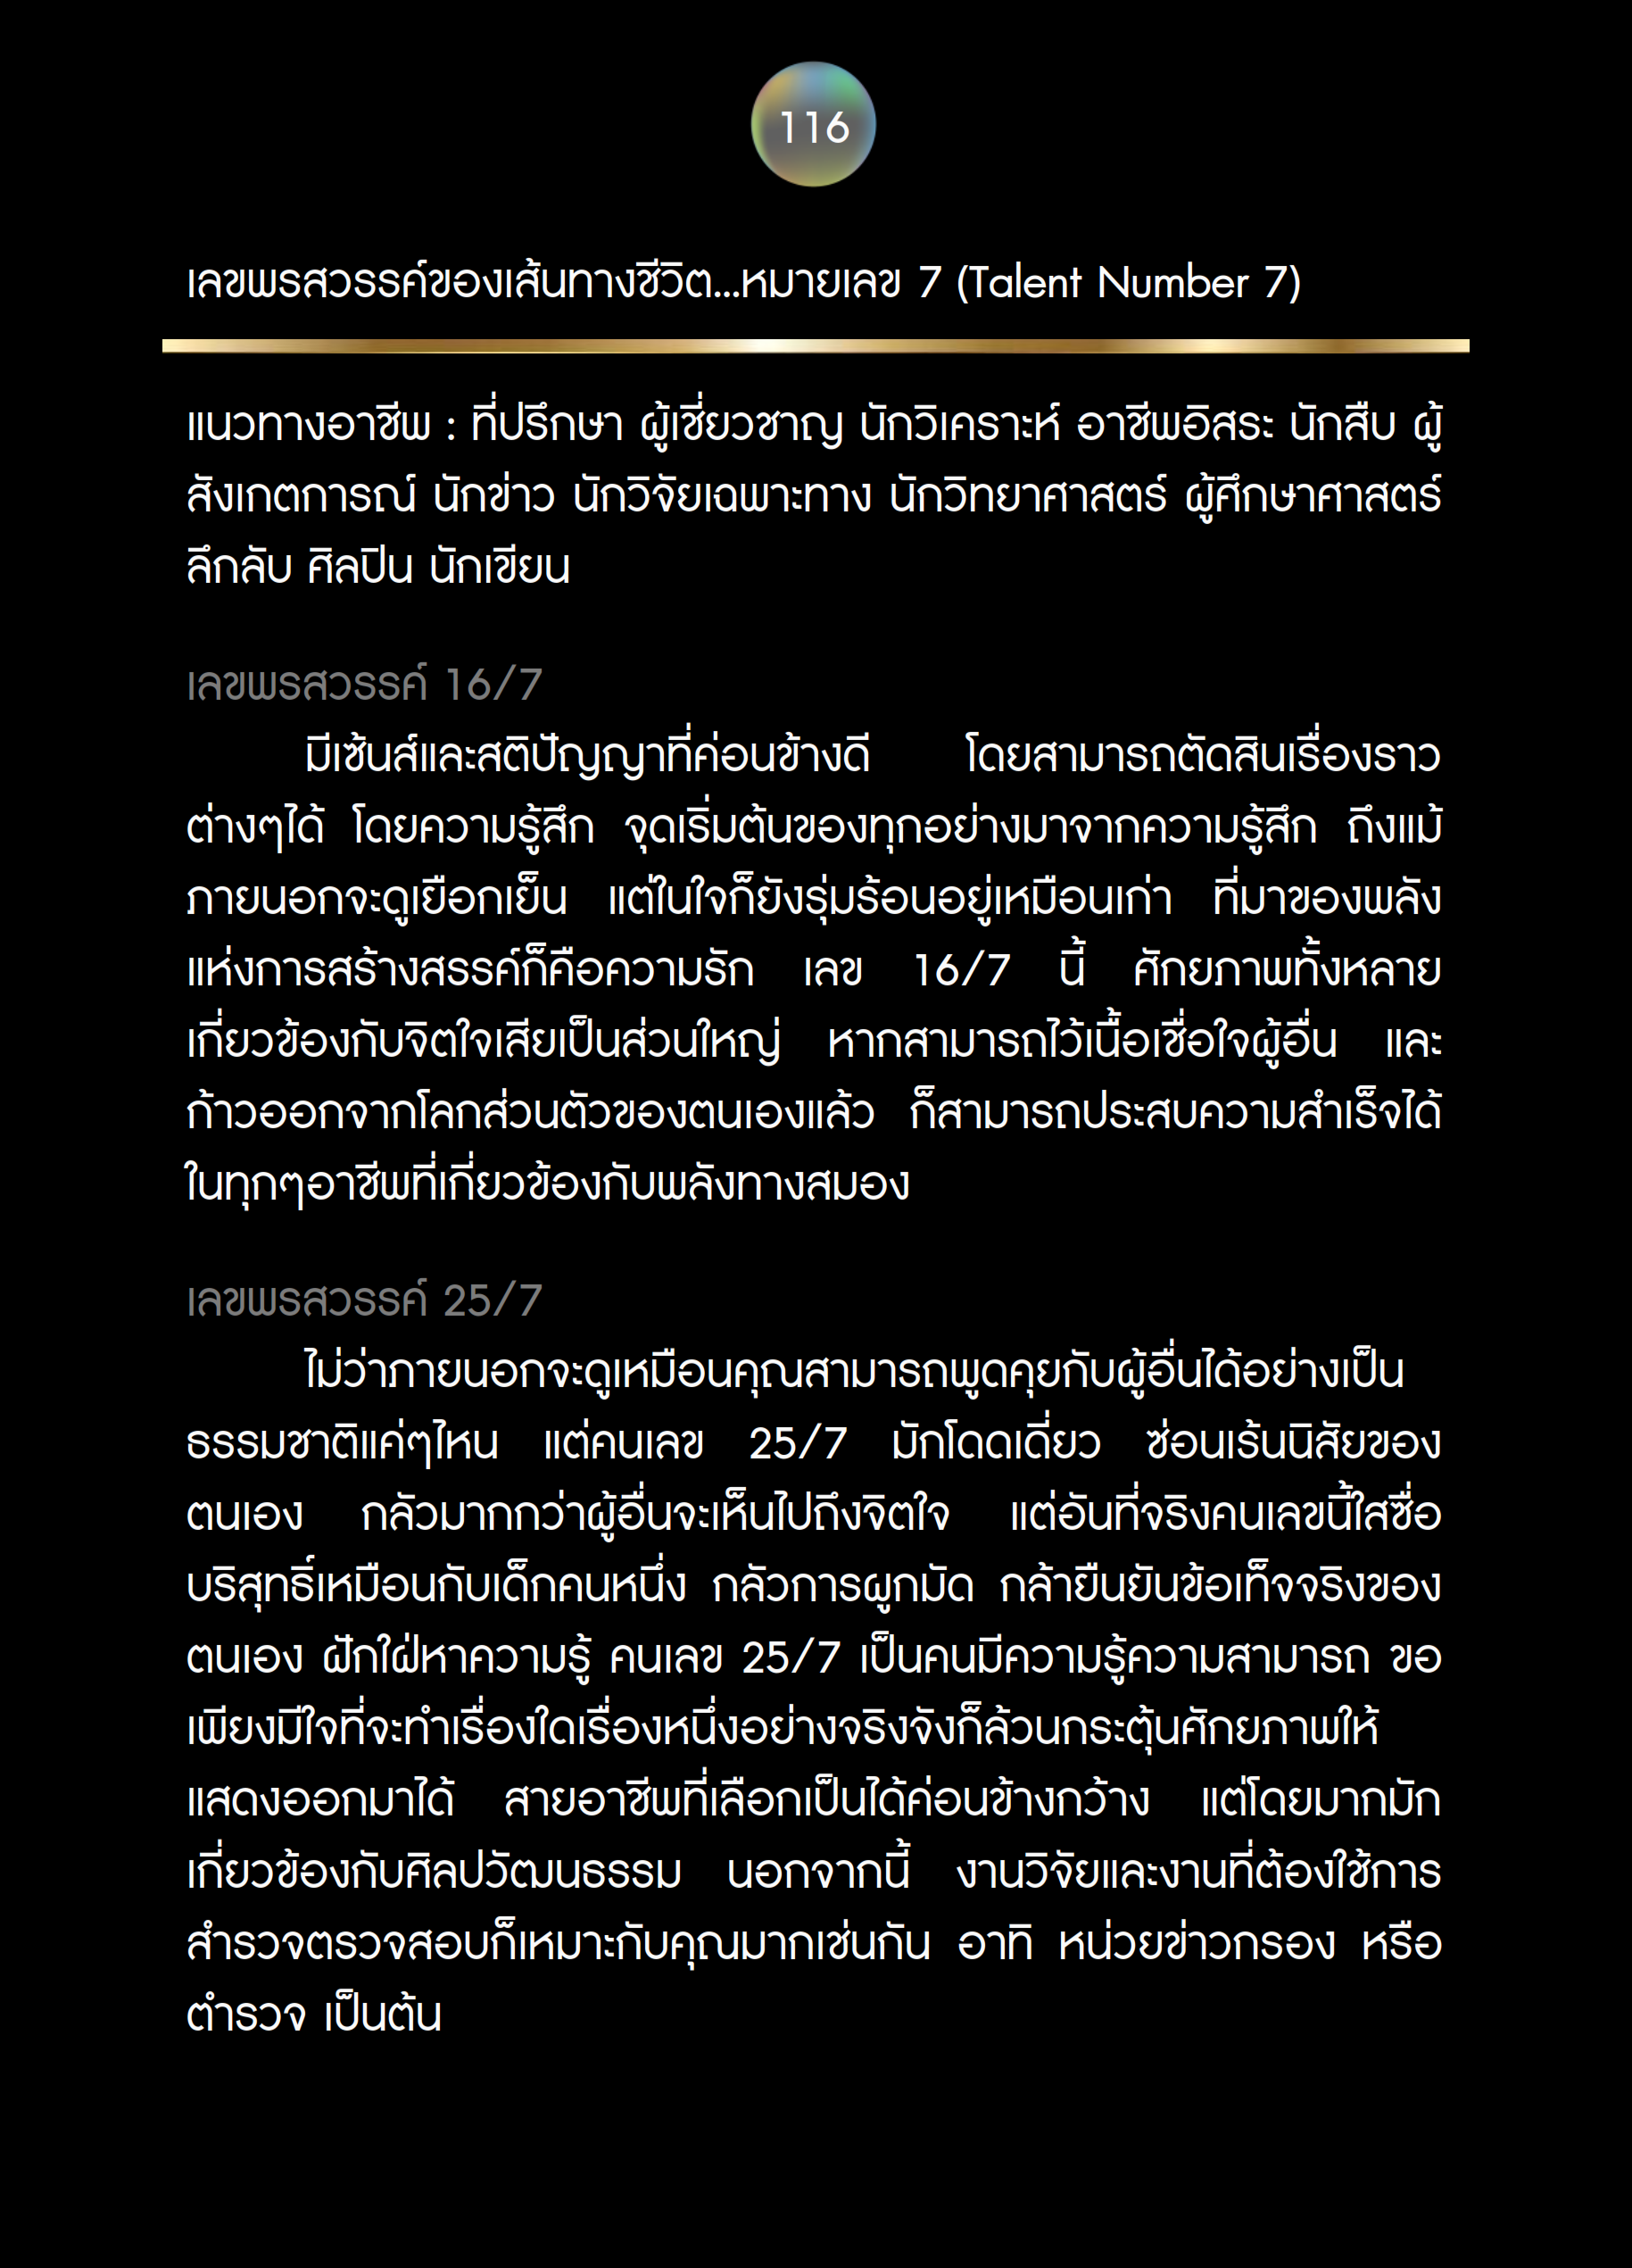 116
เลขพรสวรรค์ของเส้นทางชีวิต...หมายเลข 7 (Talent Number 7)
แนวทางอาชีพ : ที่ปรึกษา ผู้เชี่ยวชาญ นักวิเคราะห์ อาชีพอิสระ นักสืบ ผู้
สังเกตการณ์ นักข่าว นักวิจัยเฉพาะทาง นักวิทยาศาสตร์ ผู้ศึกษาศาสตร์
ลึกลับ ศิลปิน นักเขียน
เลขพรสวรรค์ 16/7
มีเซ้นส์และสติปัญญาที่ค่อนข้างดี โดยสามารถตัดสินเรื่องราว
ต่างๆได้ โดยความรู้สึก จุดเริ่มต้นของทุกอย่างมาจากความรู้สึก ถึงแม้
ภายนอกจะดูเยือกเย็น แต่ในใจก็ยังรุ่มร้อนอยู่เหมือนเก่า ที่มาของพลัง
แห่งการสร้างสรรค์ก็คือความรัก เลข 16/7 นี้ ศักยภาพทั้งหลาย
เกี่ยวข้องกับจิตใจเสียเป็นส่วนใหญ่ หากสามารถไว้เนื้อเชื่อใจผู้อื่น และ
ก้าวออกจากโลกส่วนตัวของตนเองแล้ว ก็สามารถประสบความสำเร็จได้
ในทุกๆอาชีพที่เกี่ยวข้องกับพลังทางสมอง
เลขพรสวรรค์ 25/7
ไม่ว่าภายนอกจะดูเหมือนคุณสามารถพูดคุยกับผู้อื่นได้อย่างเป็น
ธรรมชาติแค่ๆไหน แต่คนเลข 25/7 มักโดดเดี่ยว ซ่อนเร้นนิสัยของ
ตนเอง กลัวมากกว่าผู้อื่นจะเห็นไปถึงจิตใจ แต่อันที่จริงคนเลขนี้ใสซื่อ
บริสุทธิ์เหมือนกับเด็กคนหนึ่ง กลัวการผูกมัด กล้ายืนยันข้อเท็จจริงของ
ตนเอง ฝักใฝ่หาความรู้ คนเลข 25/7 เป็นคนมีความรู้ความสามารถ ขอ
เพียงมีใจที่จะทำเรื่องใดเรื่องหนึ่งอย่างจริงจังก็ล้วนกระตุ้นศักยภาพให้
แสดงออกมาได้ สายอาชีพที่เลือกเป็นได้ค่อนข้างกว้าง แต่โดยมากมัก
เกี่ยวข้องกับศิลปวัฒนธรรม นอกจากนี้ งานวิจัยและงานที่ต้องใช้การ
สำรวจตรวจสอบก็เหมาะกับคุณมากเช่นกัน อาทิ หน่วยข่าวกรอง หรือ
ตำรวจ เป็นต้น